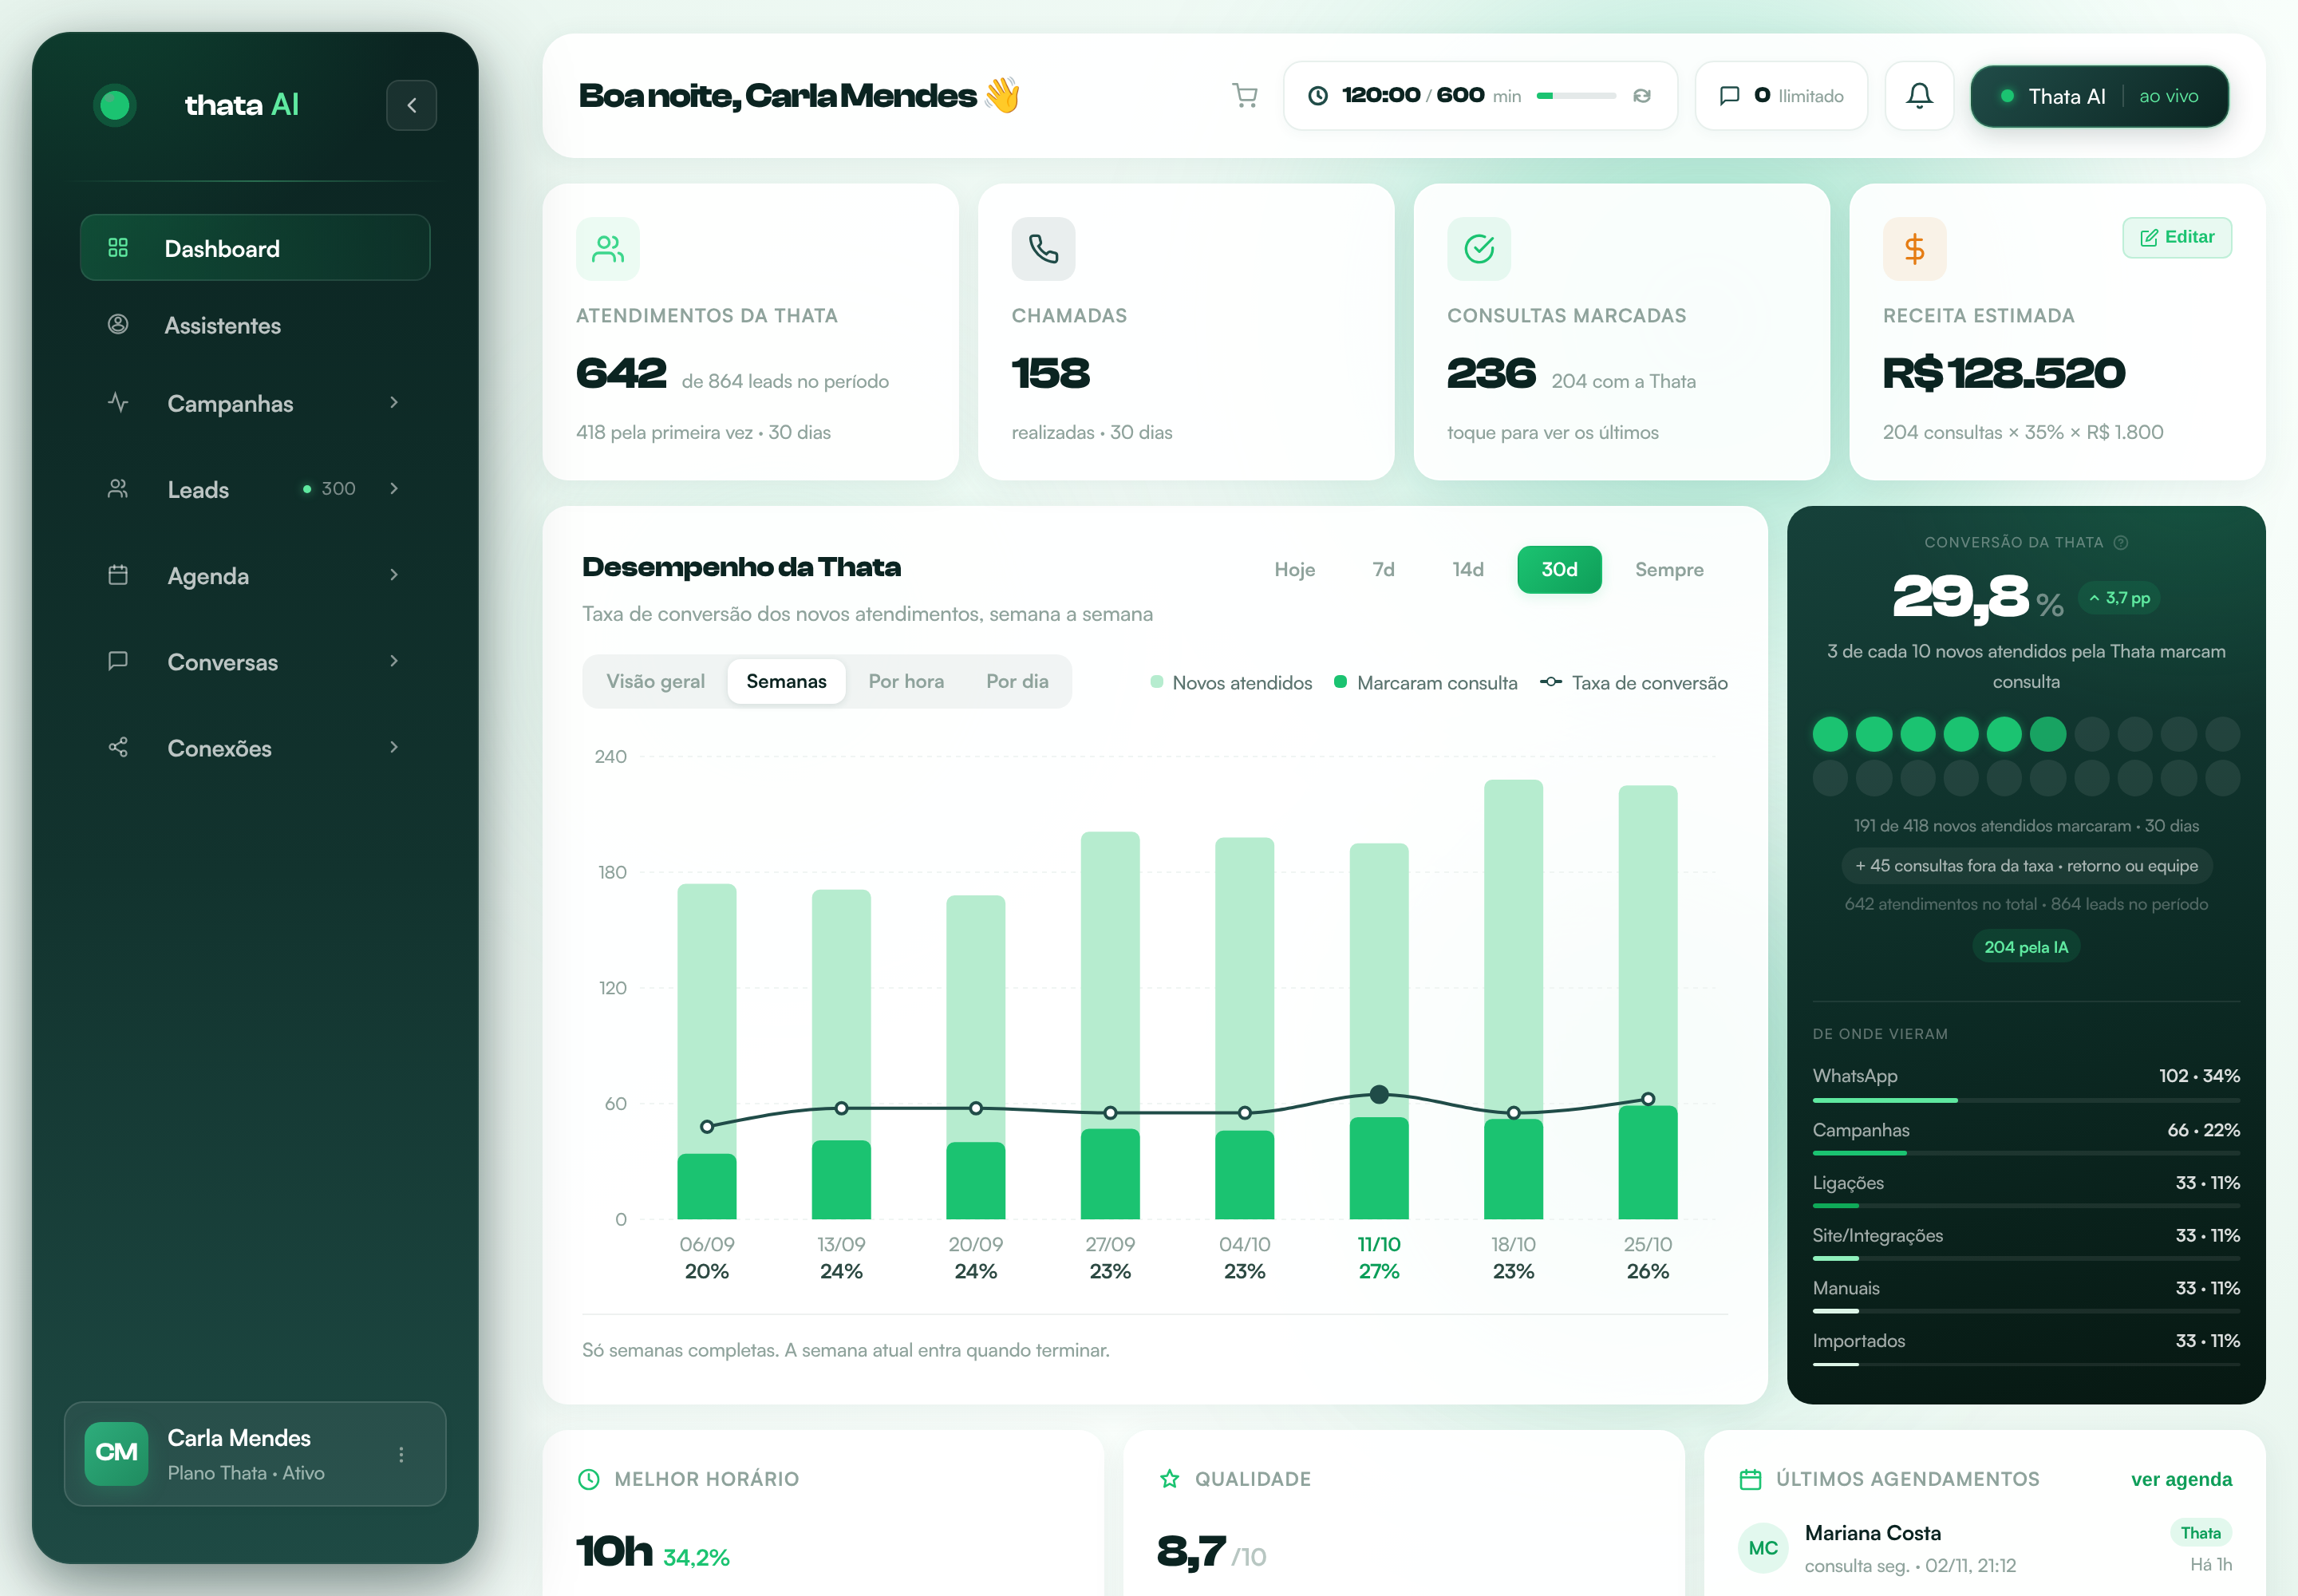 thata AI
Dashboard
Assistentes
Campanhas
Leads 300
Agenda
Conversas
Conexões
CM
Carla Mendes
Plano Thata · Ativo
Boa noite, Carla Mendes 👋
120:00 / 600 min
0 Ilimitado
Thata AI ao vivo
ATENDIMENTOS DA THATA
642 de 864 leads no período
418 pela primeira vez · 30 dias
CHAMADAS
158
realizadas · 30 dias
CONSULTAS MARCADAS
236 204 com a Thata
toque para ver os últimos
Editar
RECEITA ESTIMADA
R$ 128.520
204 consultas × 35% × R$ 1.800
Desempenho da Thata
Hoje 7d 14d 30d Sempre
Taxa de conversão dos novos atendimentos, semana a semana
Visão geral Semanas Por hora Por dia
Novos atendidos Marcaram consulta Taxa de conversão
240
180
120
60
0
06/09 13/09 20/09 27/09 04/10 11/10 18/10 25/10
20% 24% 24% 23% 23% 27% 23% 26%
Só semanas completas. A semana atual entra quando terminar.
CONVERSÃO DA THATA ?
29,8 % 3,7 pp
3 de cada 10 novos atendidos pela Thata marcam
consulta
191 de 418 novos atendidos marcaram · 30 dias
+ 45 consultas fora da taxa · retorno ou equipe
642 atendimentos no total · 864 leads no período
204 pela IA
DE ONDE VIERAM
WhatsApp 102 · 34%
Campanhas 66 · 22%
Ligações 33 · 11%
Site/Integrações 33 · 11%
Manuais 33 · 11%
Importados 33 · 11%
MELHOR HORÁRIO
10h 34,2%
QUALIDADE
8,7 /10
ÚLTIMOS AGENDAMENTOS ver agenda
MC
Mariana Costa Thata
consulta seg. · 02/11, 21:12 Há 1h